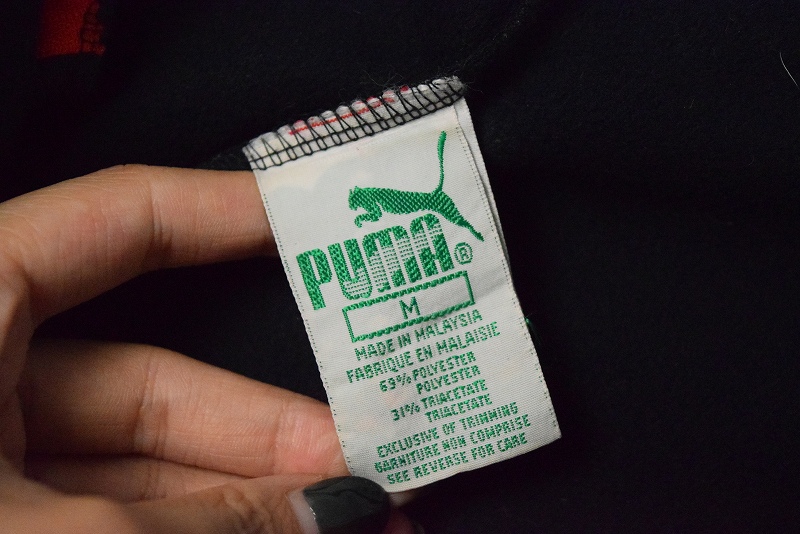 PUMA®
M
MADE IN MALAYSIA
FABRIQUE EN MALAISIE
69% POLYESTER
POLYESTER
31% TRIACETATE
TRIACETATE
EXCLUSIVE OF TRIMMING
GARNITURE NON COMPRISE
SEE REVERSE FOR CARE